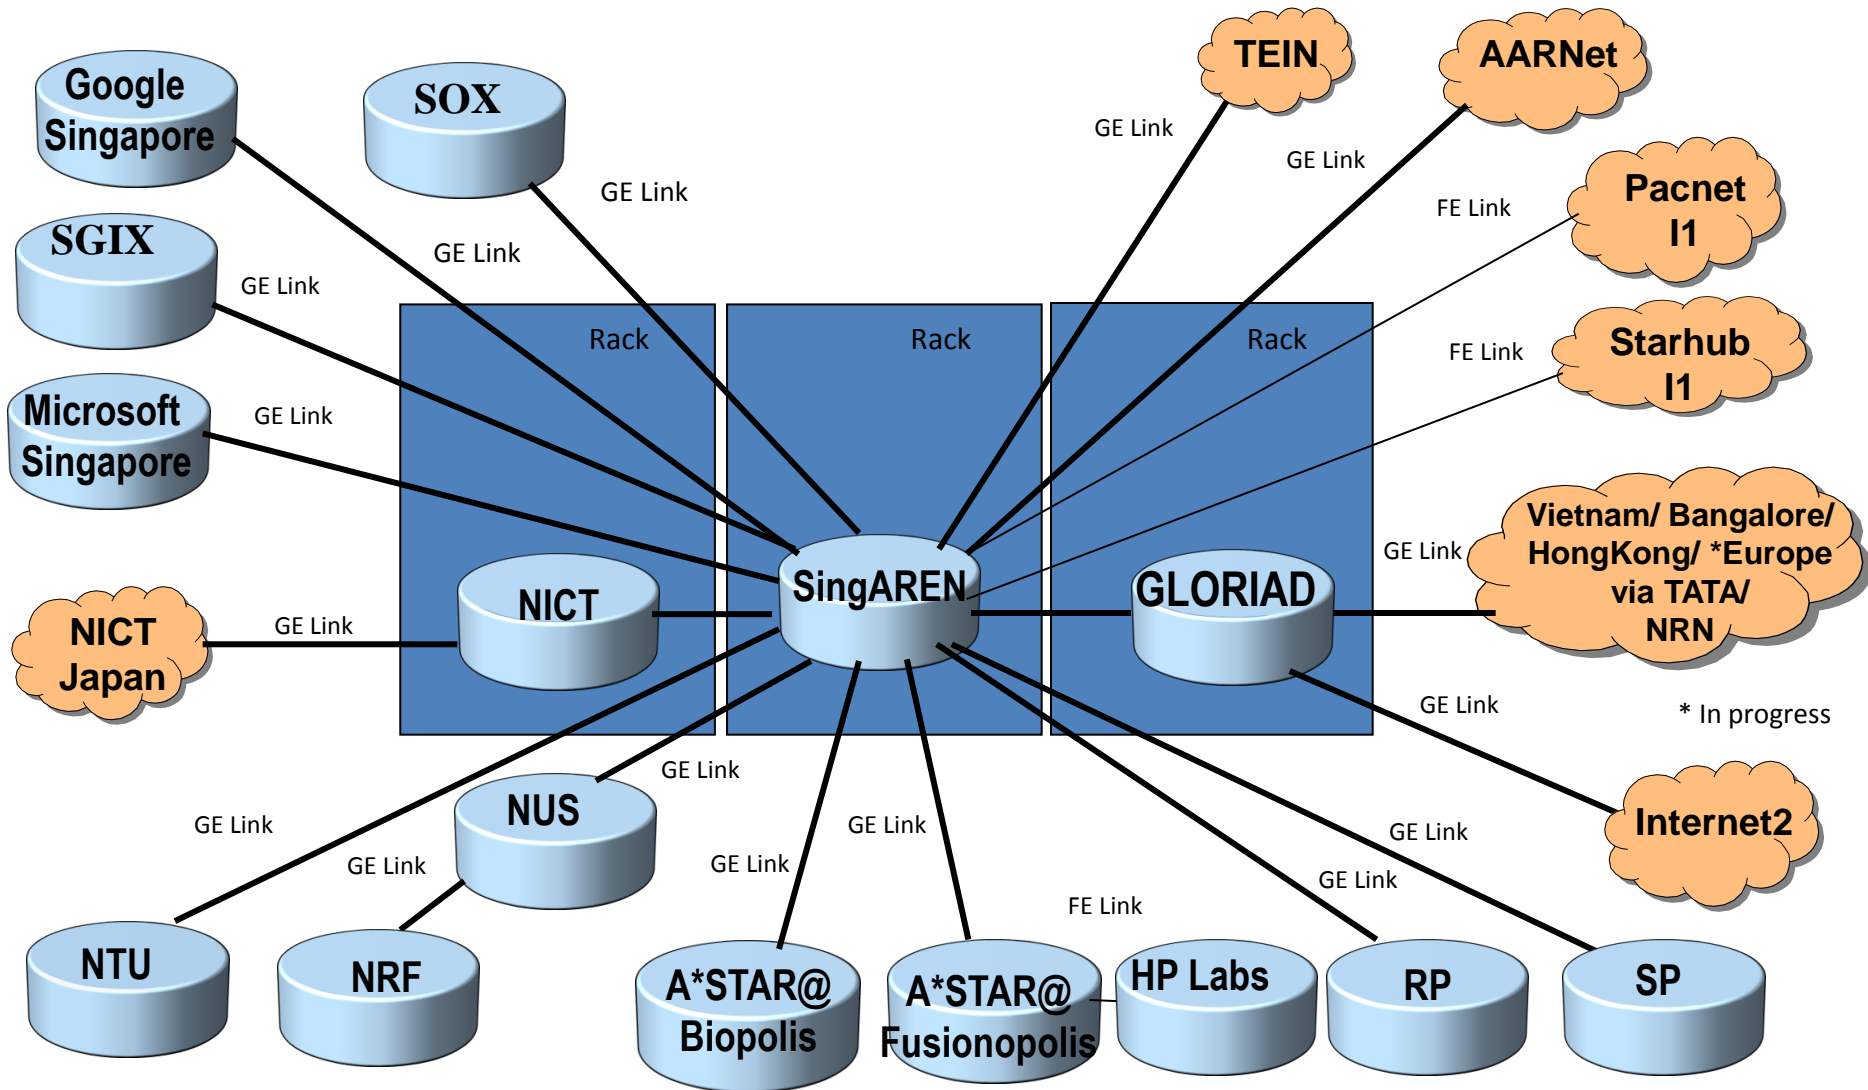 Google
Singapore
SOX
TEIN
AARNet
GE Link
GE Link
GE Link
Pacnet
I1
FE Link
SGIX
GE Link
GE Link
Rack
Rack
Rack
Starhub
I1
FE Link
Microsoft
Singapore
GE Link
Vietnam/ Bangalore/
HongKong/ *Europe
via TATA/
NRN
GE Link
SingAREN
NICT
GLORIAD
NICT
Japan
GE Link
GE Link
* In progress
NUS
GE Link
GE Link
GE Link
GE Link
Internet2
GE Link
GE Link
GE Link
GE Link
FE Link
NTU
NRF
A*STAR@
Biopolis
A*STAR@
Fusionopolis
HP Labs
RP
SP